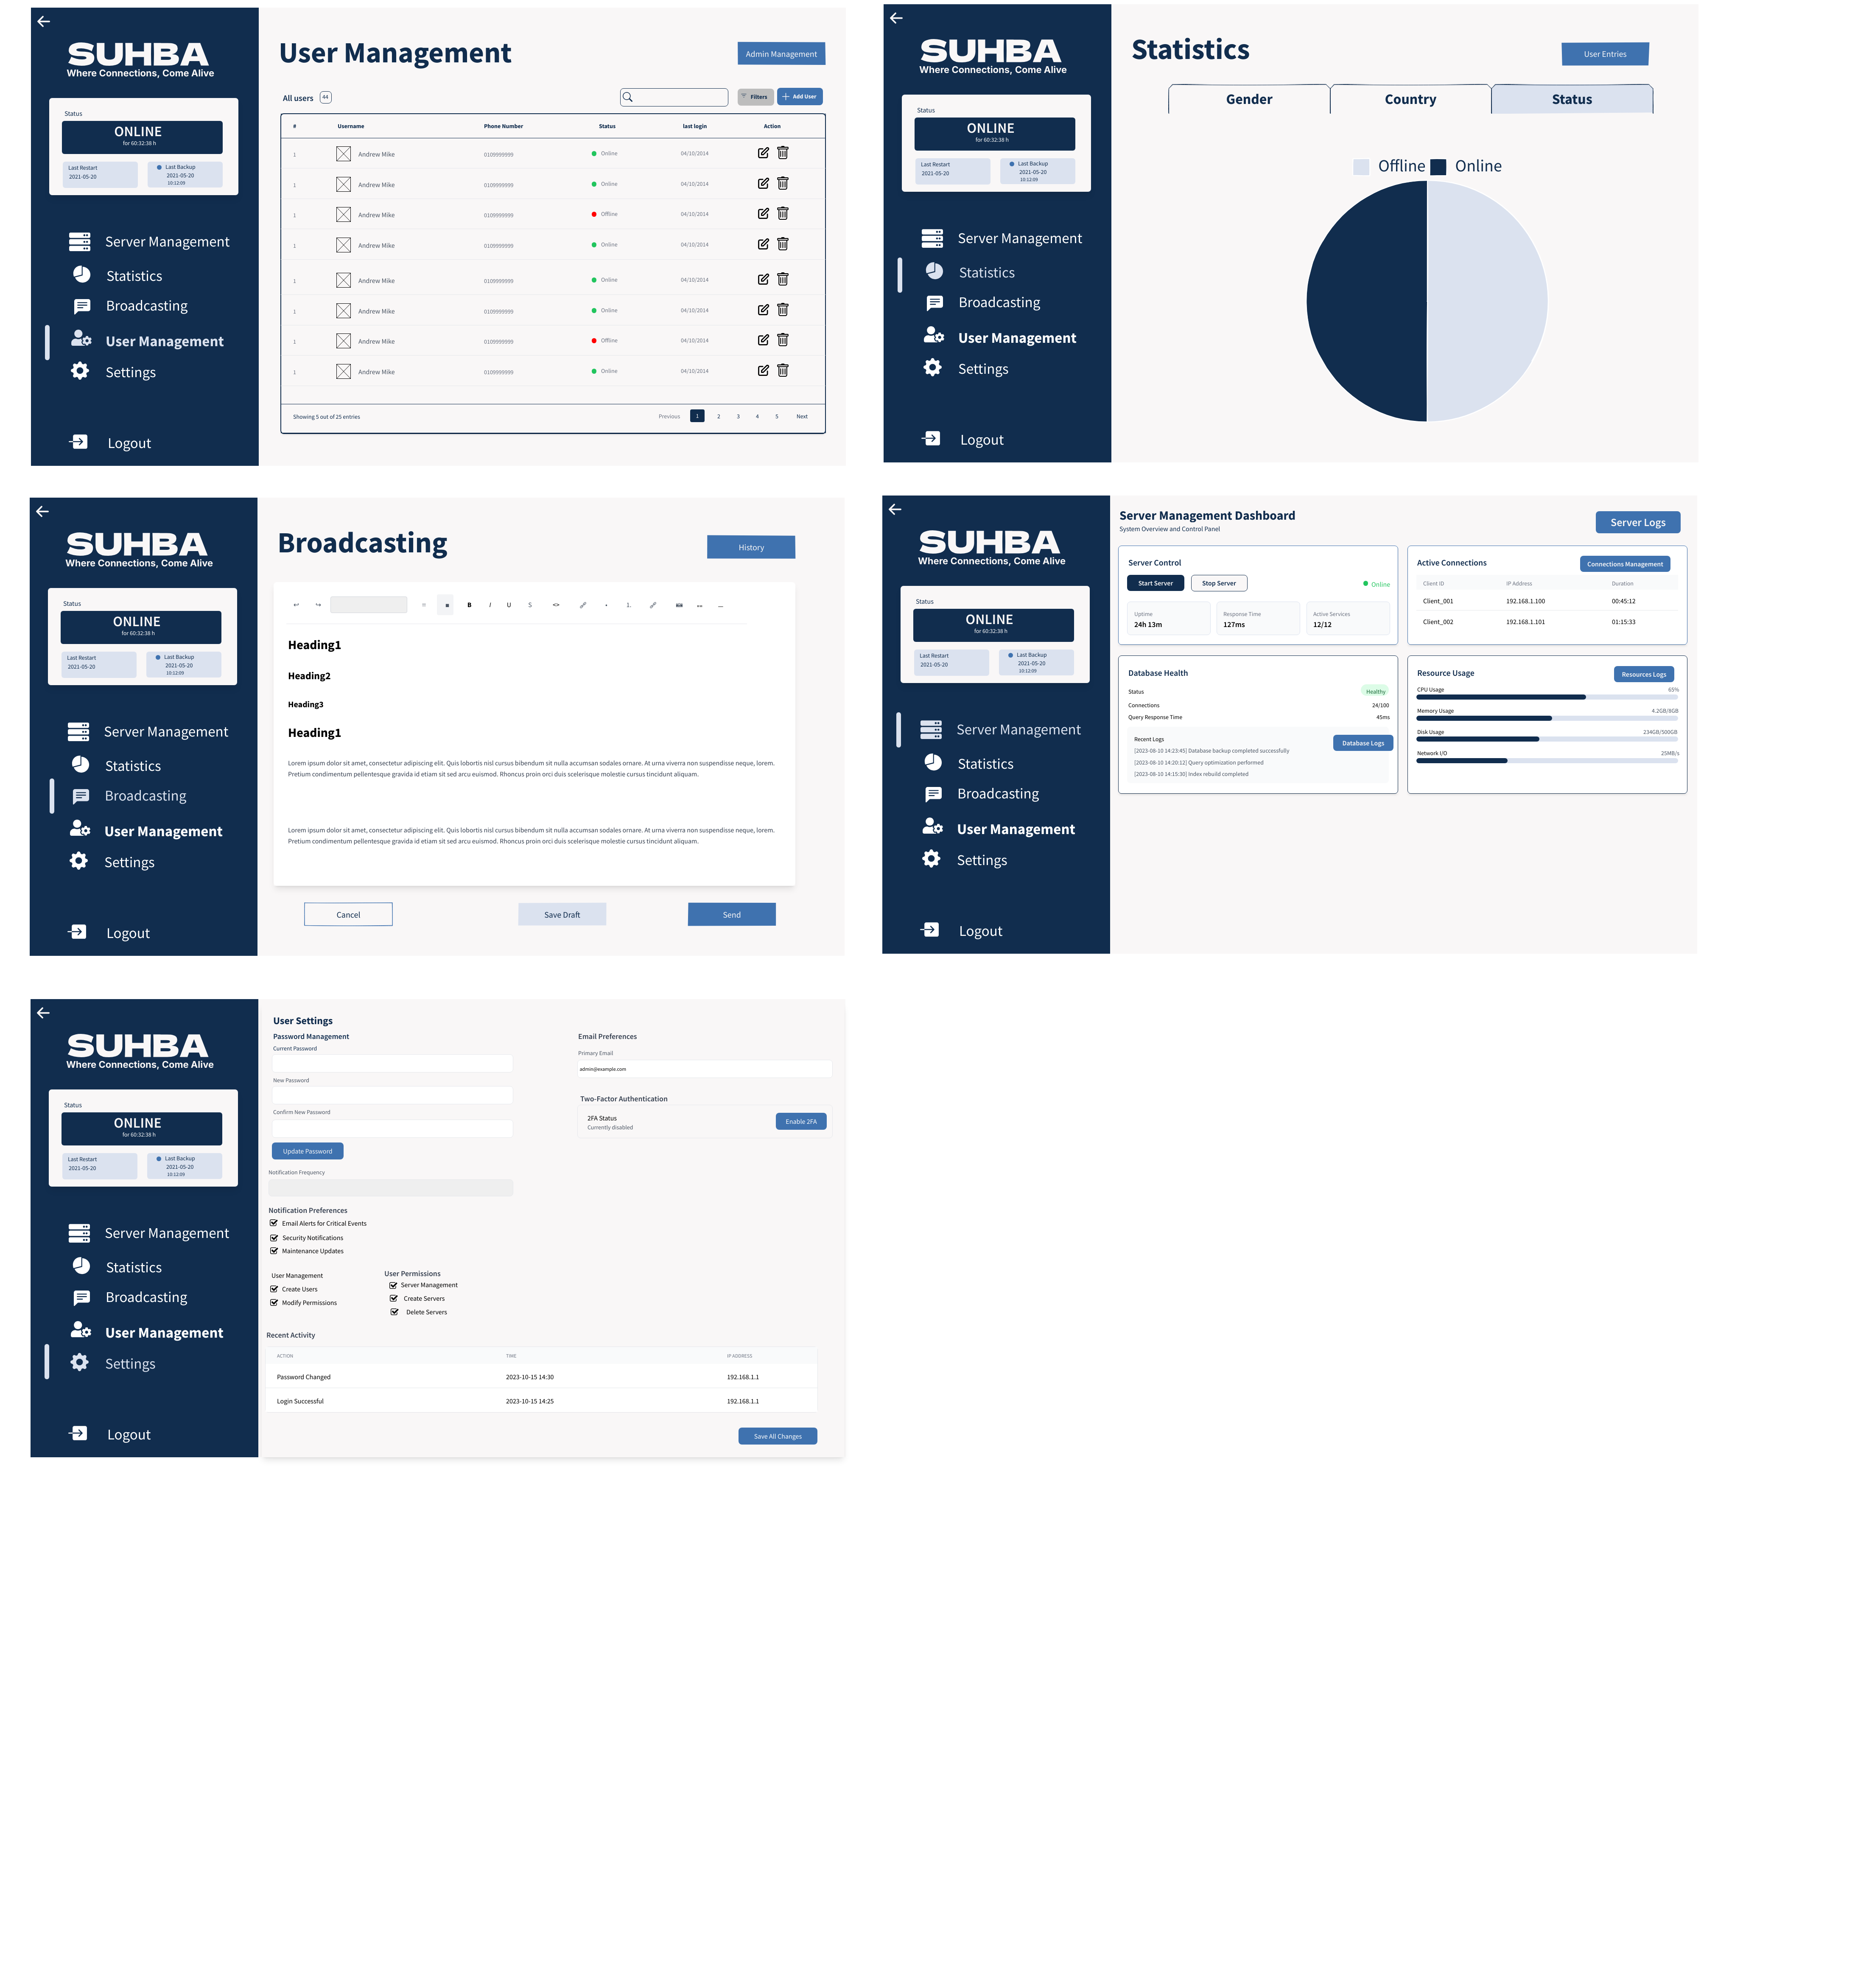 SUHBA
Where Connections, Come Alive
Status
ONLINE
for 60:32:38 h
Last Restart
2021-05-20
Last Backup
2021-05-20
10:12:09
Server Management
Statistics
Broadcasting
User Management
Settings
Logout
User Management
Admin Management
All users 44
Filters
Add User
# Username Phone Number Status last login Action
1 Andrew Mike 0109999999 Online 04/10/2014
1 Andrew Mike 0109999999 Online 04/10/2014
1 Andrew Mike 0109999999 Offline 04/10/2014
1 Andrew Mike 0109999999 Online 04/10/2014
1 Andrew Mike 0109999999 Online 04/10/2014
1 Andrew Mike 0109999999 Online 04/10/2014
1 Andrew Mike 0109999999 Offline 04/10/2014
1 Andrew Mike 0109999999 Online 04/10/2014
Showing 5 out of 25 entries
Previous 1 2 3 4 5 Next
SUHBA
Where Connections, Come Alive
Status
ONLINE
for 60:32:38 h
Last Restart
2021-05-20
Last Backup
2021-05-20
10:12:09
Server Management
Statistics
Broadcasting
User Management
Settings
Logout
Statistics
User Entries
Gender Country Status
Offline Online
SUHBA
Where Connections, Come Alive
Status
ONLINE
for 60:32:38 h
Last Restart
2021-05-20
Last Backup
2021-05-20
10:12:09
Server Management
Statistics
Broadcasting
User Management
Settings
Logout
Broadcasting
History
B I U S <> 1.
Heading1
Heading2
Heading3
Heading1
Lorem ipsum dolor sit amet, consectetur adipiscing elit. Quis lobortis nisl cursus bibendum sit nulla accumsan sodales ornare. At urna viverra non suspendisse neque, lorem.
Pretium condimentum pellentesque gravida id etiam sit sed arcu euismod. Rhoncus proin orci duis scelerisque molestie cursus tincidunt aliquam.
Lorem ipsum dolor sit amet, consectetur adipiscing elit. Quis lobortis nisl cursus bibendum sit nulla accumsan sodales ornare. At urna viverra non suspendisse neque, lorem.
Pretium condimentum pellentesque gravida id etiam sit sed arcu euismod. Rhoncus proin orci duis scelerisque molestie cursus tincidunt aliquam.
Cancel
Save Draft
Send
SUHBA
Where Connections, Come Alive
Status
ONLINE
for 60:32:38 h
Last Restart
2021-05-20
Last Backup
2021-05-20
10:12:09
Server Management
Statistics
Broadcasting
User Management
Settings
Logout
Server Management Dashboard
System Overview and Control Panel
Server Logs
Server Control
Start Server
Stop Server
Online
Uptime
24h 13m
Response Time
127ms
Active Services
12/12
Active Connections
Connections Management
Client ID IP Address Duration
Client_001 192.168.1.100 00:45:12
Client_002 192.168.1.101 01:15:33
Database Health
Status Healthy
Connections 24/100
Query Response Time 45ms
Recent Logs
Database Logs
[2023-08-10 14:23:45] Database backup completed successfully
[2023-08-10 14:20:12] Query optimization performed
[2023-08-10 14:15:30] Index rebuild completed
Resource Usage
Resources Logs
CPU Usage 65%
Memory Usage 4.2GB/8GB
Disk Usage 234GB/500GB
Network I/O 25MB/s
SUHBA
Where Connections, Come Alive
Status
ONLINE
for 60:32:38 h
Last Restart
2021-05-20
Last Backup
2021-05-20
10:12:09
Server Management
Statistics
Broadcasting
User Management
Settings
Logout
User Settings
Password Management
Current Password
New Password
Confirm New Password
Update Password
Notification Frequency
Email Preferences
Primary Email
admin@example.com
Two-Factor Authentication
2FA Status
Currently disabled
Enable 2FA
Notification Preferences
Email Alerts for Critical Events
Security Notifications
Maintenance Updates
User Management
Create Users
Modify Permissions
User Permissions
Server Management
Create Servers
Delete Servers
Recent Activity
ACTION TIME IP ADDRESS
Password Changed 2023-10-15 14:30 192.168.1.1
Login Successful 2023-10-15 14:25 192.168.1.1
Save All Changes